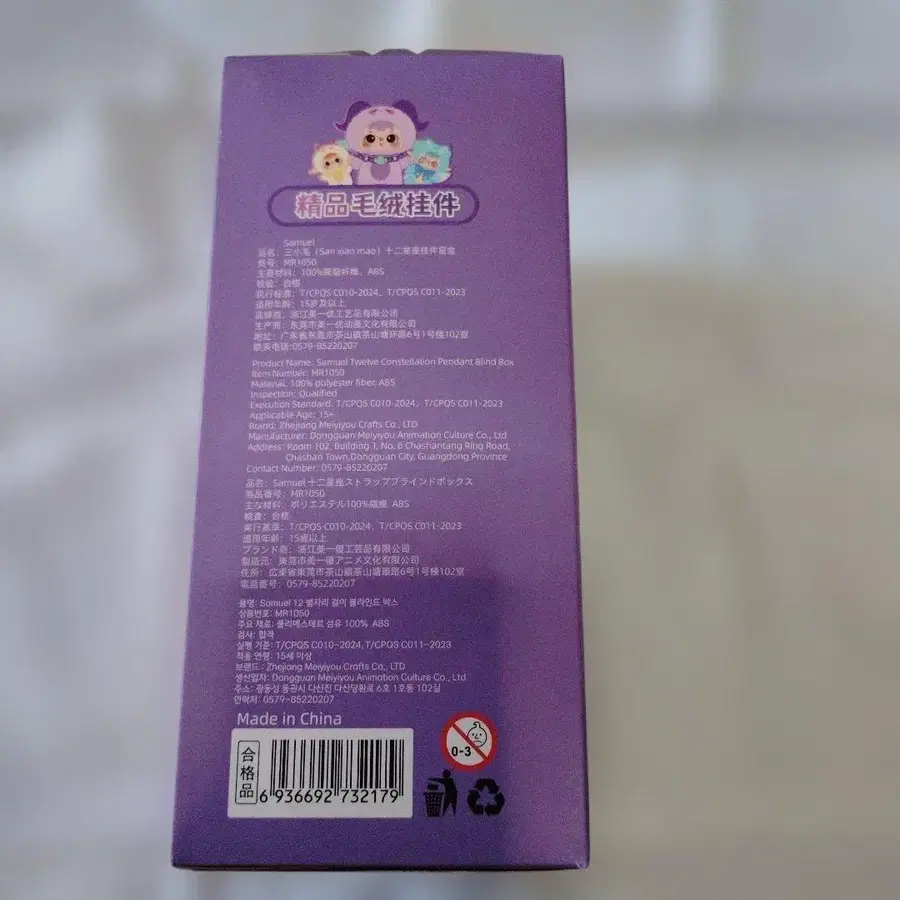 精品毛绒挂件
Samuel
品名：三小毛（San xiao mao）十二星座挂件盲盒
货号：MR1050
主要材料：100%聚酯纤维、ABS
检验：合格
执行标准：T/CPQS C010-2024、T/CPQS C011-2023
适用年龄：15岁及以上
品牌商：浙江美一优工艺品有限公司
生产商：东莞市美一优动漫文化有限公司
地址：广东省东莞市茶山镇茶山塘环路6号1号楼102室
联系电话:0579-85220207
Product Name: Samuel Twetve Constellation Pendant Blind Box
Item Number: MR1050
Material: 100% polyester fiber, ABS
Inspection: Qualified
Execution Standard: T/CPQS C010-2024、T/CPQS C011-2023
Applicable Age: 15+
Brand: Zhejiang Meiyiyou Crafts Co., LTD
Manufacturer: Dongguan Meiyiyou Animation Culture Co., Ltd
Address: Room 102, Building 1, No. 6 Chashantang Ring Road,
Chashan Town,Dongguan City, Guangdong Province
Contact Number: 0579-85220207
品名：Samuel 十二星座ストラップブラインドボックス
商品番号：MR1050
主な材料：ポリエステル100%繊維、ABS
検査：合格
実行基準：T/CPQS C010-2024、T/CPQS C011-2023
適用年齢：15歳以上
ブランド商：浙江美一優工芸品有限公司
製造元：東莞市美一優アニメ文化有限公司
住所：広東省東莞市茶山鎮茶山塘環路6号1号棟102室
電話番号：0579-85220207
품명: Samuel 12 별자리 걸이 블라인드 박스
상품번호: MR1050
주요 재료: 폴리에스테르 섬유 100% ABS
검사: 합격
실행 기준: T/CPQS C010-2024, T/CPQS C011-2023
적용 연령: 15세 이상
브랜드 : Zhejiang Meiyiyou Crafts Co., LTD
생산업자: Dongguan Meiyiyou Animation Culture Co., Ltd
주소: 광동성 동관시 다산진 다산당환로 6호 1호동 102실
연락처: 0579-85220207
Made in China
合格品
6 936692 732179
0-3